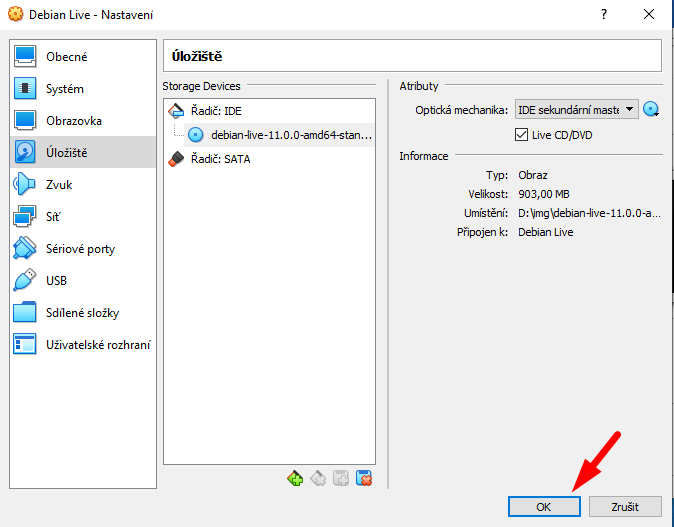 Debian Live - Nastavení
?
Obecné
Systém
Obrazovka
Úložiště
Zvuk
Síť
Sériové porty
USB
Sdílené složky
Uživatelské rozhraní
Úložiště
Storage Devices
Řadič: IDE
debian-live-11.0.0-amd64-stan...
Řadič: SATA
Atributy
Optická mechanika: IDE sekundární maste
Live CD/DVD
Informace
Typ: Obraz
Velikost: 903,00 MB
Umístění: D:\img\debian-live-11.0.0-a...
Připojen k: Debian Live
OK
Zrušit